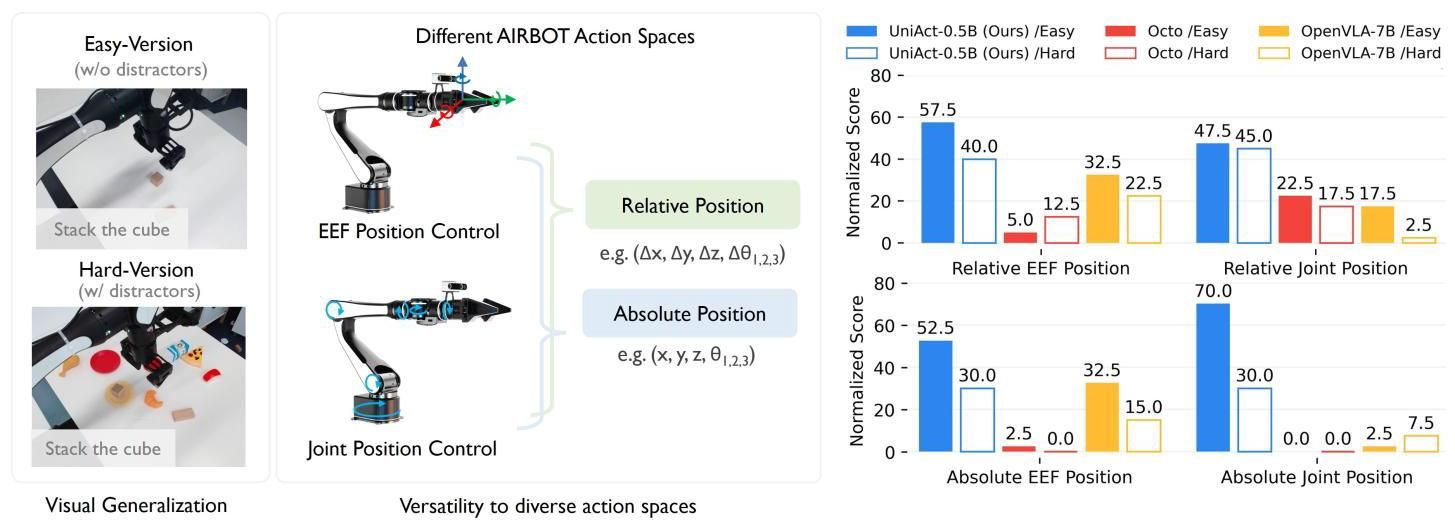 Easy-Version
(w/o distractors)
Stack the cube
Hard-Version
(w/ distractors)
Stack the cube
Visual Generalization
Different AIRBOT Action Spaces
EEF Position Control
Joint Position Control
Relative Position
e.g. (Δx, Δy, Δz, Δθ1,2,3)
Absolute Position
e.g. (x, y, z, θ1,2,3)
Versatility to diverse action spaces
UniAct-0.5B (Ours) /Easy
Octo /Easy
OpenVLA-7B /Easy
UniAct-0.5B (Ours) /Hard
Octo /Hard
OpenVLA-7B /Hard
Normalized Score
80
60
40
20
0
57.5
40.0
5.0
12.5
32.5
22.5
47.5
45.0
22.5
17.5
17.5
2.5
Relative EEF Position
Relative Joint Position
Normalized Score
80
60
40
20
0
52.5
30.0
2.5
0.0
32.5
15.0
70.0
30.0
0.0
0.0
2.5
7.5
Absolute EEF Position
Absolute Joint Position